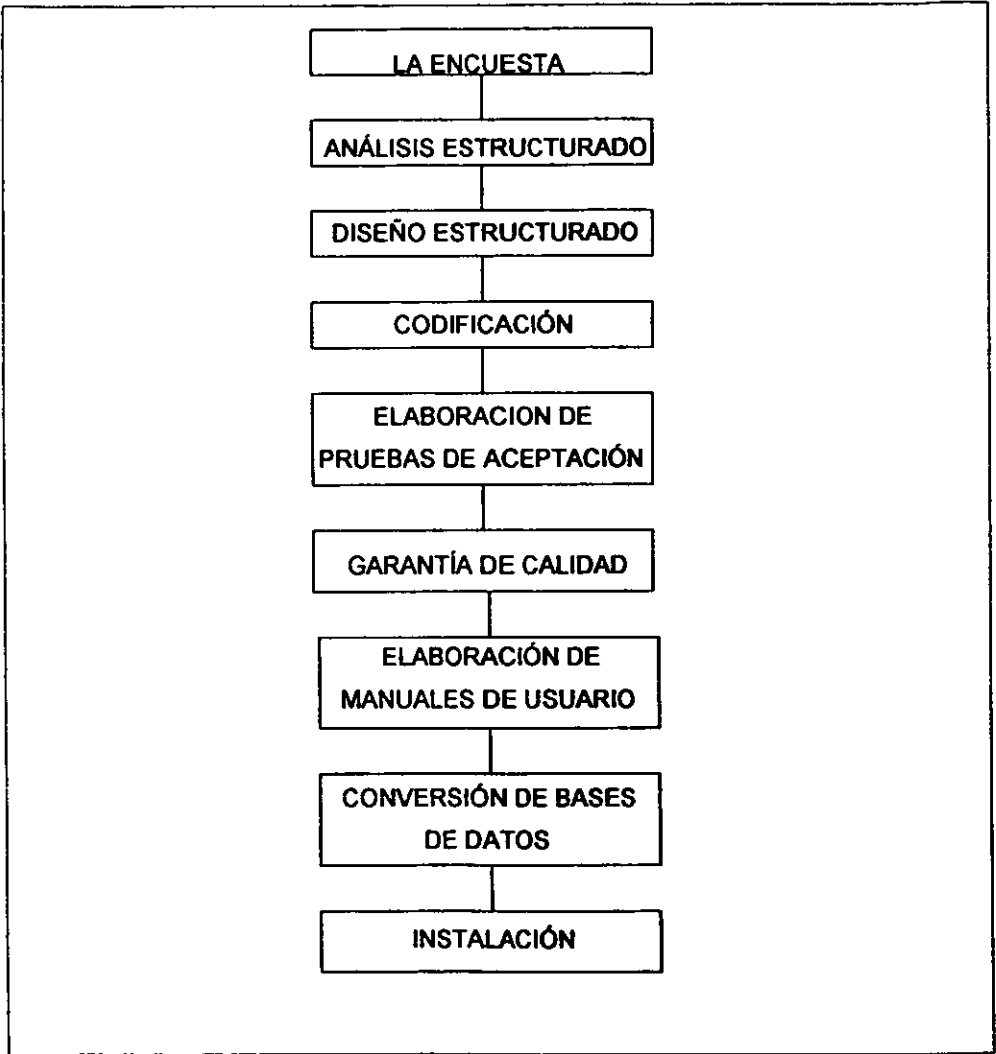 LA ENCUESTA
ANÁLISIS ESTRUCTURADO
DISEÑO ESTRUCTURADO
CODIFICACIÓN
ELABORACION DE
PRUEBAS DE ACEPTACIÓN
GARANTÍA DE CALIDAD
ELABORACIÓN DE
MANUALES DE USUARIO
CONVERSIÓN DE BASES
DE DATOS
INSTALACIÓN